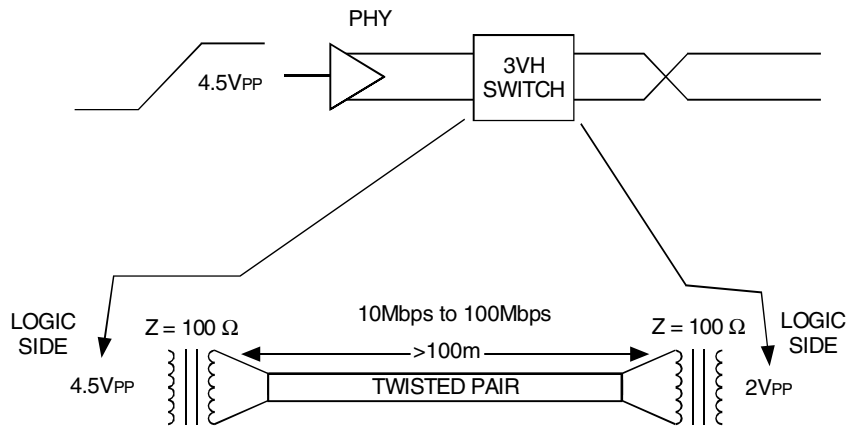 PHY
4.5VPP
3VH
SWITCH
LOGIC
SIDE
Z = 100 Ω
10Mbps to 100Mbps
Z = 100 Ω
LOGIC
SIDE
>100m
4.5VPP
TWISTED PAIR
2VPP